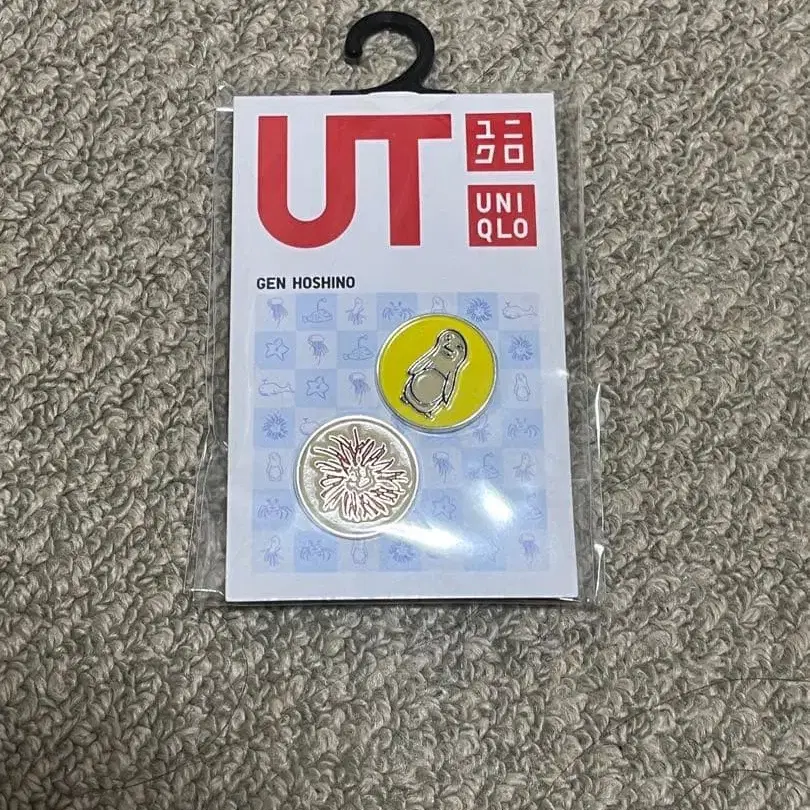 UT
ユニ
クロ
UNI
QLO
GEN HOSHINO